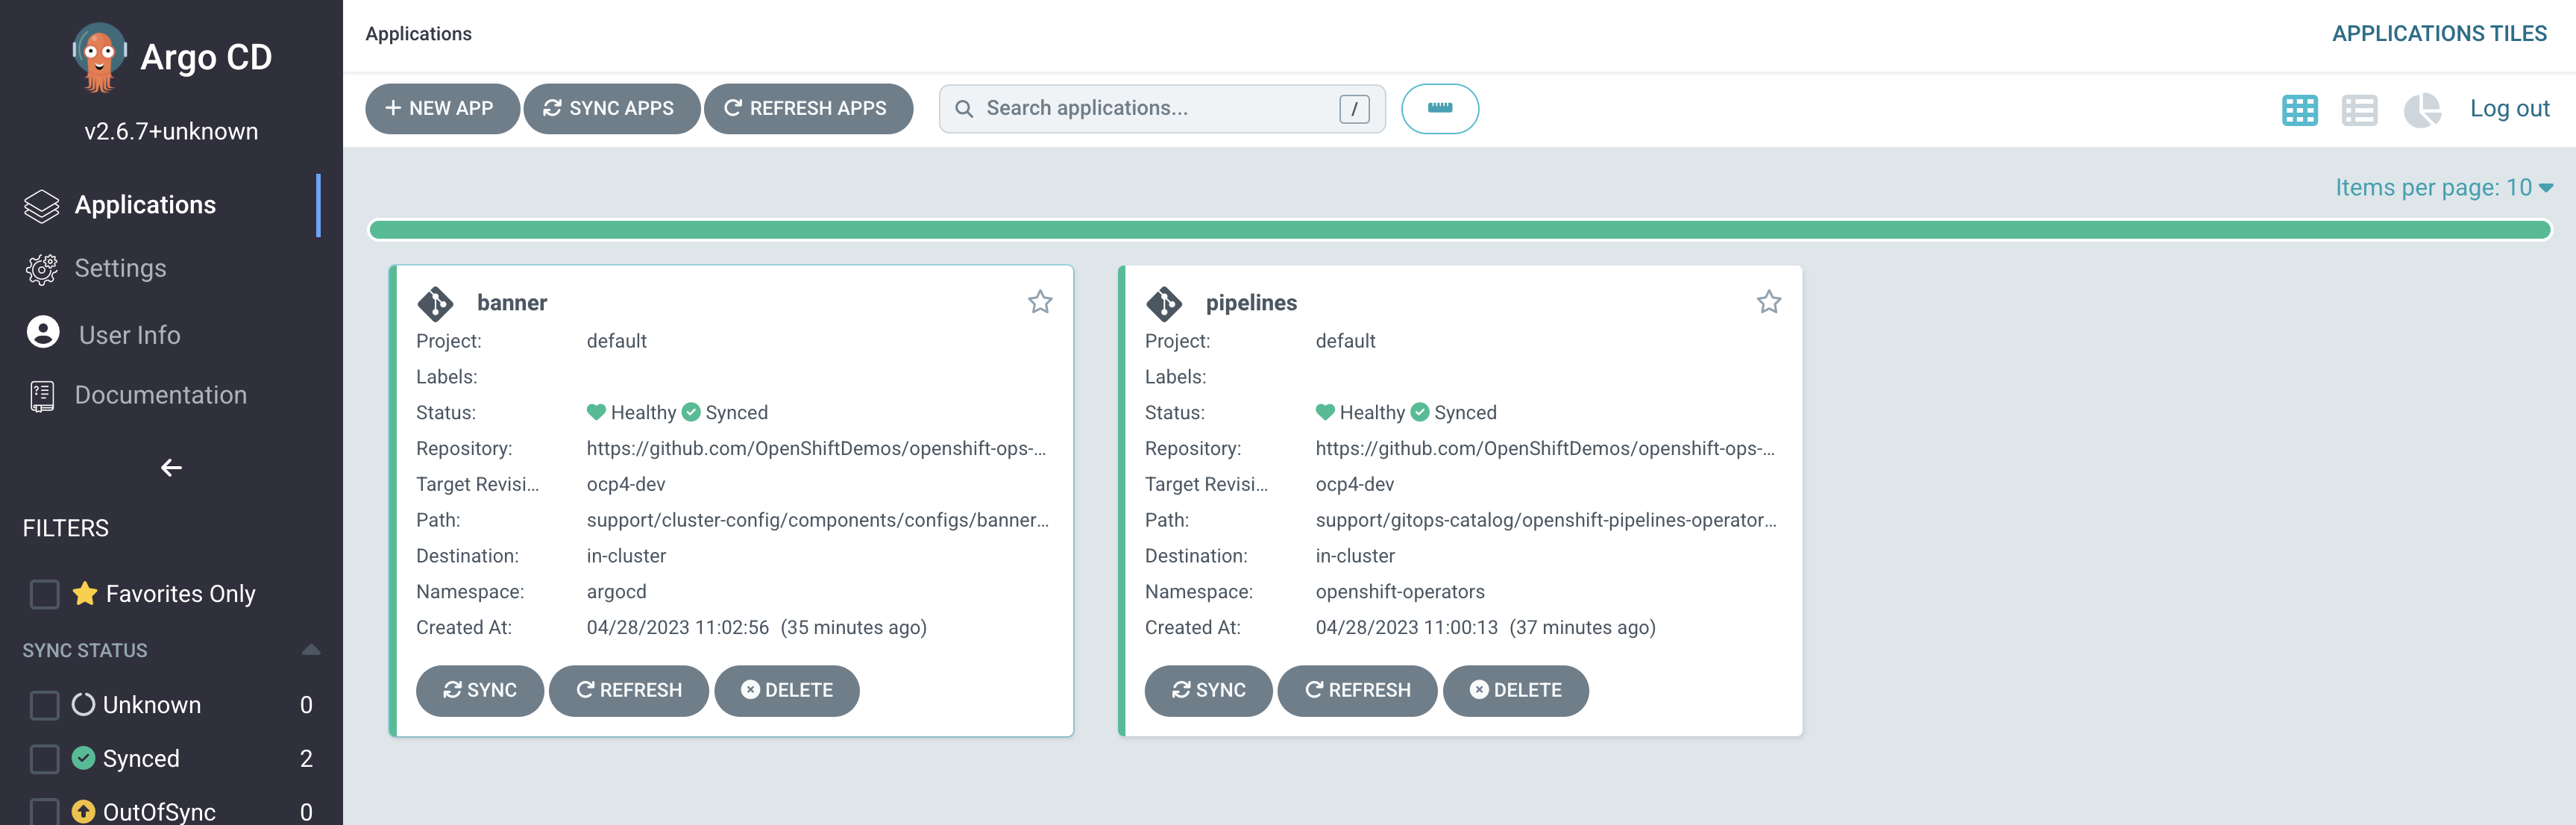 Argo CD
v2.6.7+unknown
Applications
Settings
User Info
Documentation
FILTERS
Favorites Only
SYNC STATUS
Unknown 0
Synced 2
OutOfSync 0
Applications
APPLICATIONS TILES
NEW APP SYNC APPS REFRESH APPS Search applications... / Log out
Items per page: 10
banner
Project: default
Labels:
Status: Healthy Synced
Repository: https://github.com/OpenShiftDemos/openshift-ops-...
Target Revisi... ocp4-dev
Path: support/cluster-config/components/configs/banner...
Destination: in-cluster
Namespace: argocd
Created At: 04/28/2023 11:02:56 (35 minutes ago)
SYNC REFRESH DELETE
pipelines
Project: default
Labels:
Status: Healthy Synced
Repository: https://github.com/OpenShiftDemos/openshift-ops-...
Target Revisi... ocp4-dev
Path: support/gitops-catalog/openshift-pipelines-operator...
Destination: in-cluster
Namespace: openshift-operators
Created At: 04/28/2023 11:00:13 (37 minutes ago)
SYNC REFRESH DELETE